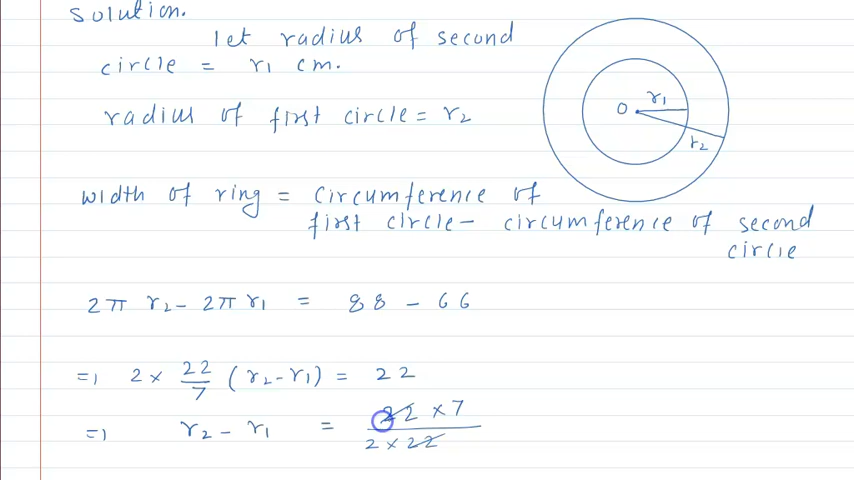 Solution.
let radius of second
circle = r1 cm.
radius of first circle = r2
O r1
r2
width of ring = circumference of
first circle - circumference of second
circle
2π r2 - 2π r1 = 88 - 66
=) 2 × 22/7 (r2 - r1) = 22
=) r2 - r1 = 22 × 7 / 2 × 22